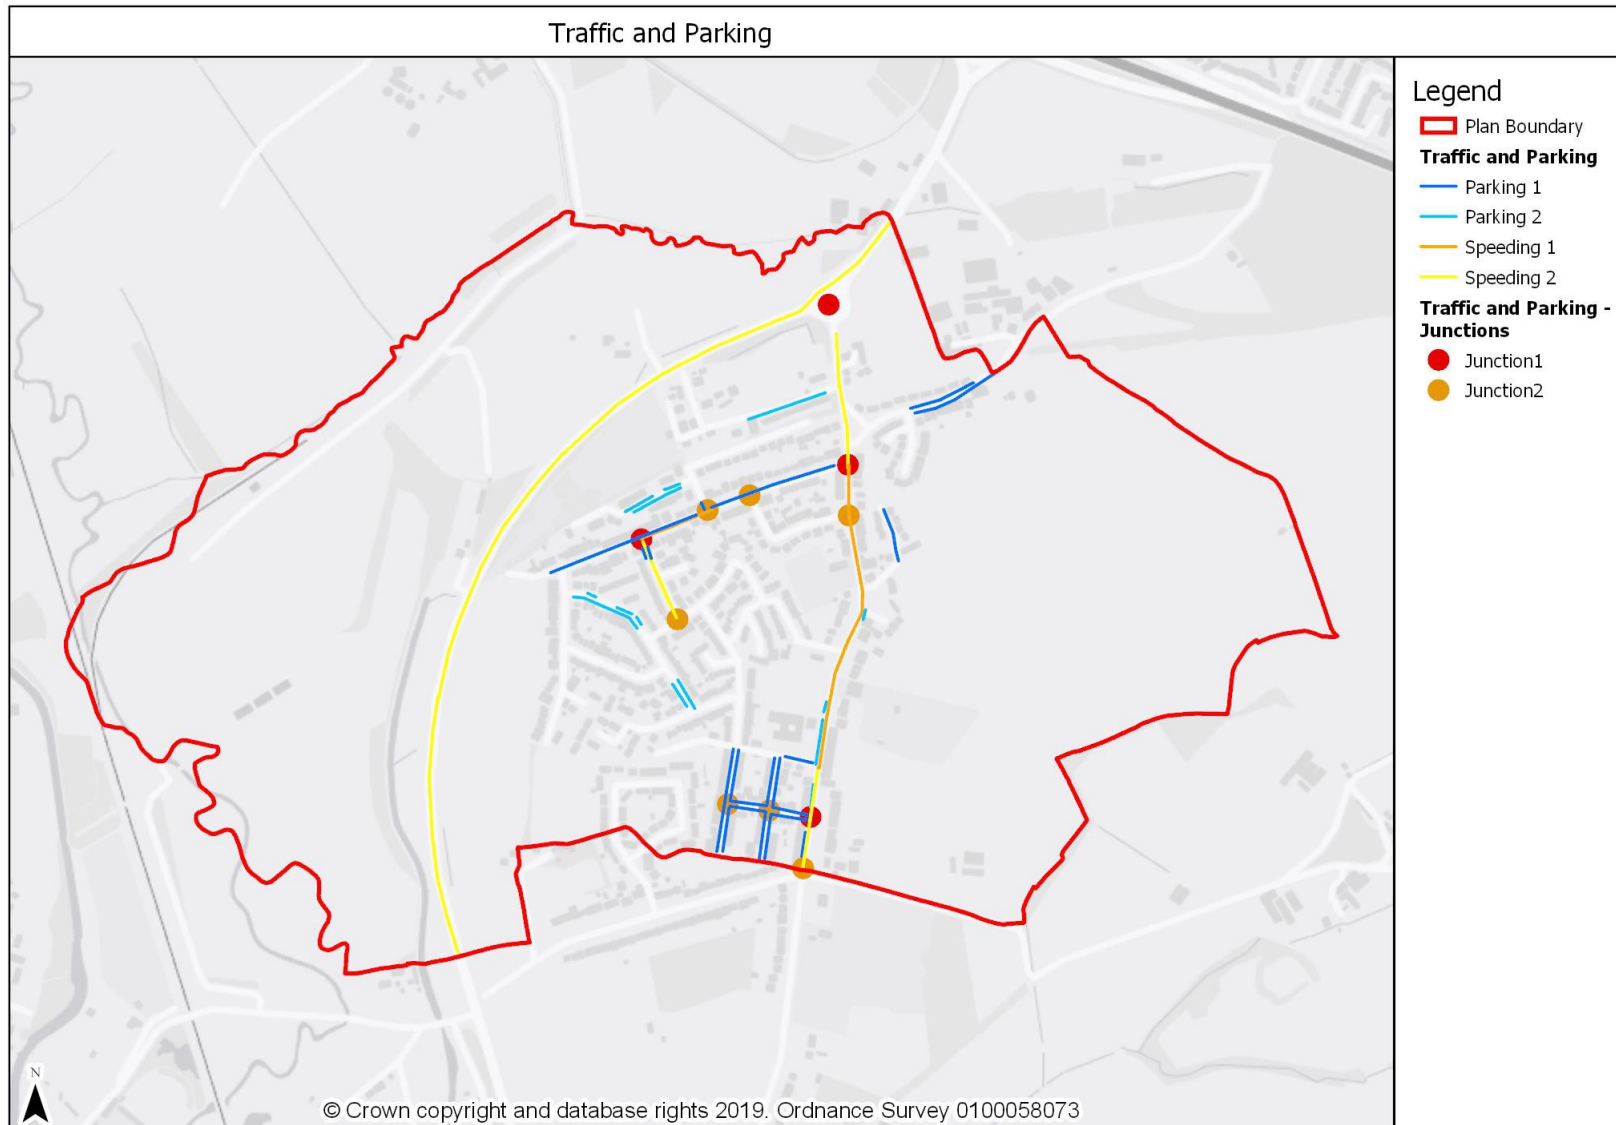 Traffic and Parking
Legend
Plan Boundary
Traffic and Parking
Parking 1
Parking 2
Speeding 1
Speeding 2
Traffic and Parking -
Junctions
Junction1
Junction2
N
© Crown copyright and database rights 2019. Ordnance Survey 0100058073